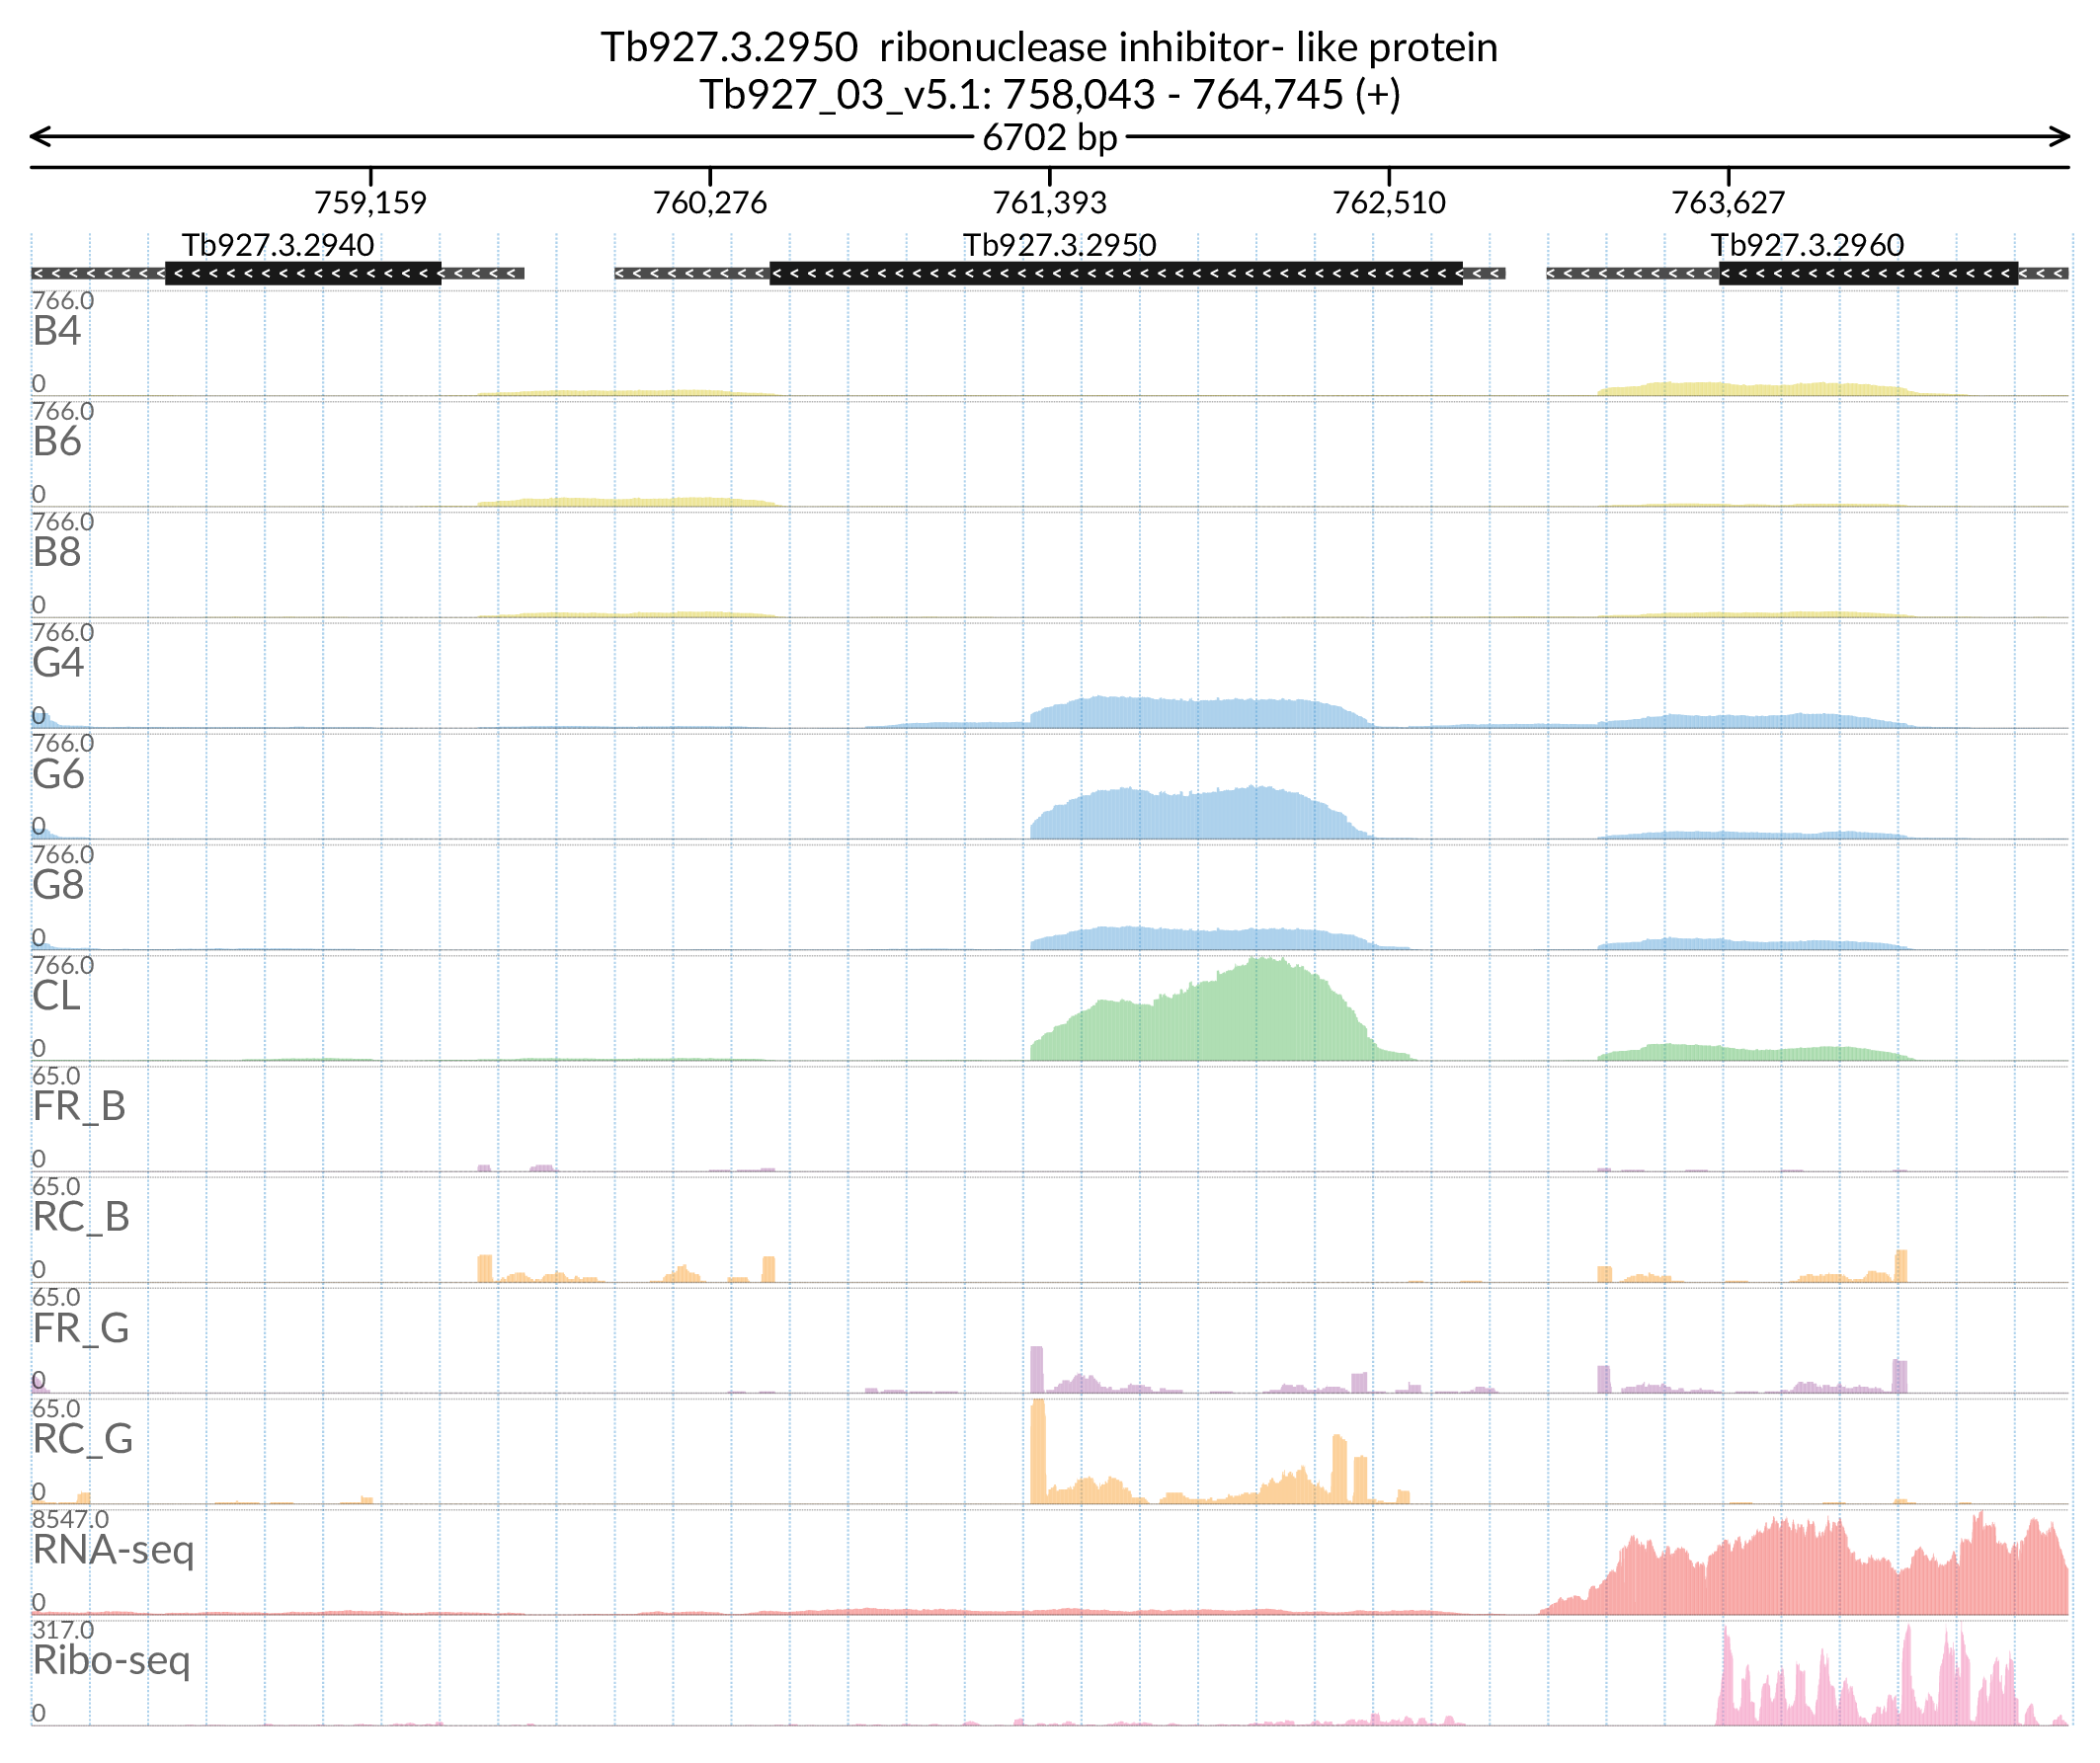 Tb927.3.2950 ribonuclease inhibitor- like protein
Tb927_03_v5.1: 758,043 - 764,745 (+)
6702 bp
759,159 760,276 761,393 762,510 763,627
Tb927.3.2940 Tb927.3.2950 Tb927.3.2960
766.0
B4
0
766.0
B6
0
766.0
B8
0
766.0
G4
0
766.0
G6
0
766.0
G8
0
766.0
CL
0
65.0
FR_B
0
65.0
RC_B
0
65.0
FR_G
0
65.0
RC_G
0
8547.0
RNA-seq
0
317.0
Ribo-seq
0